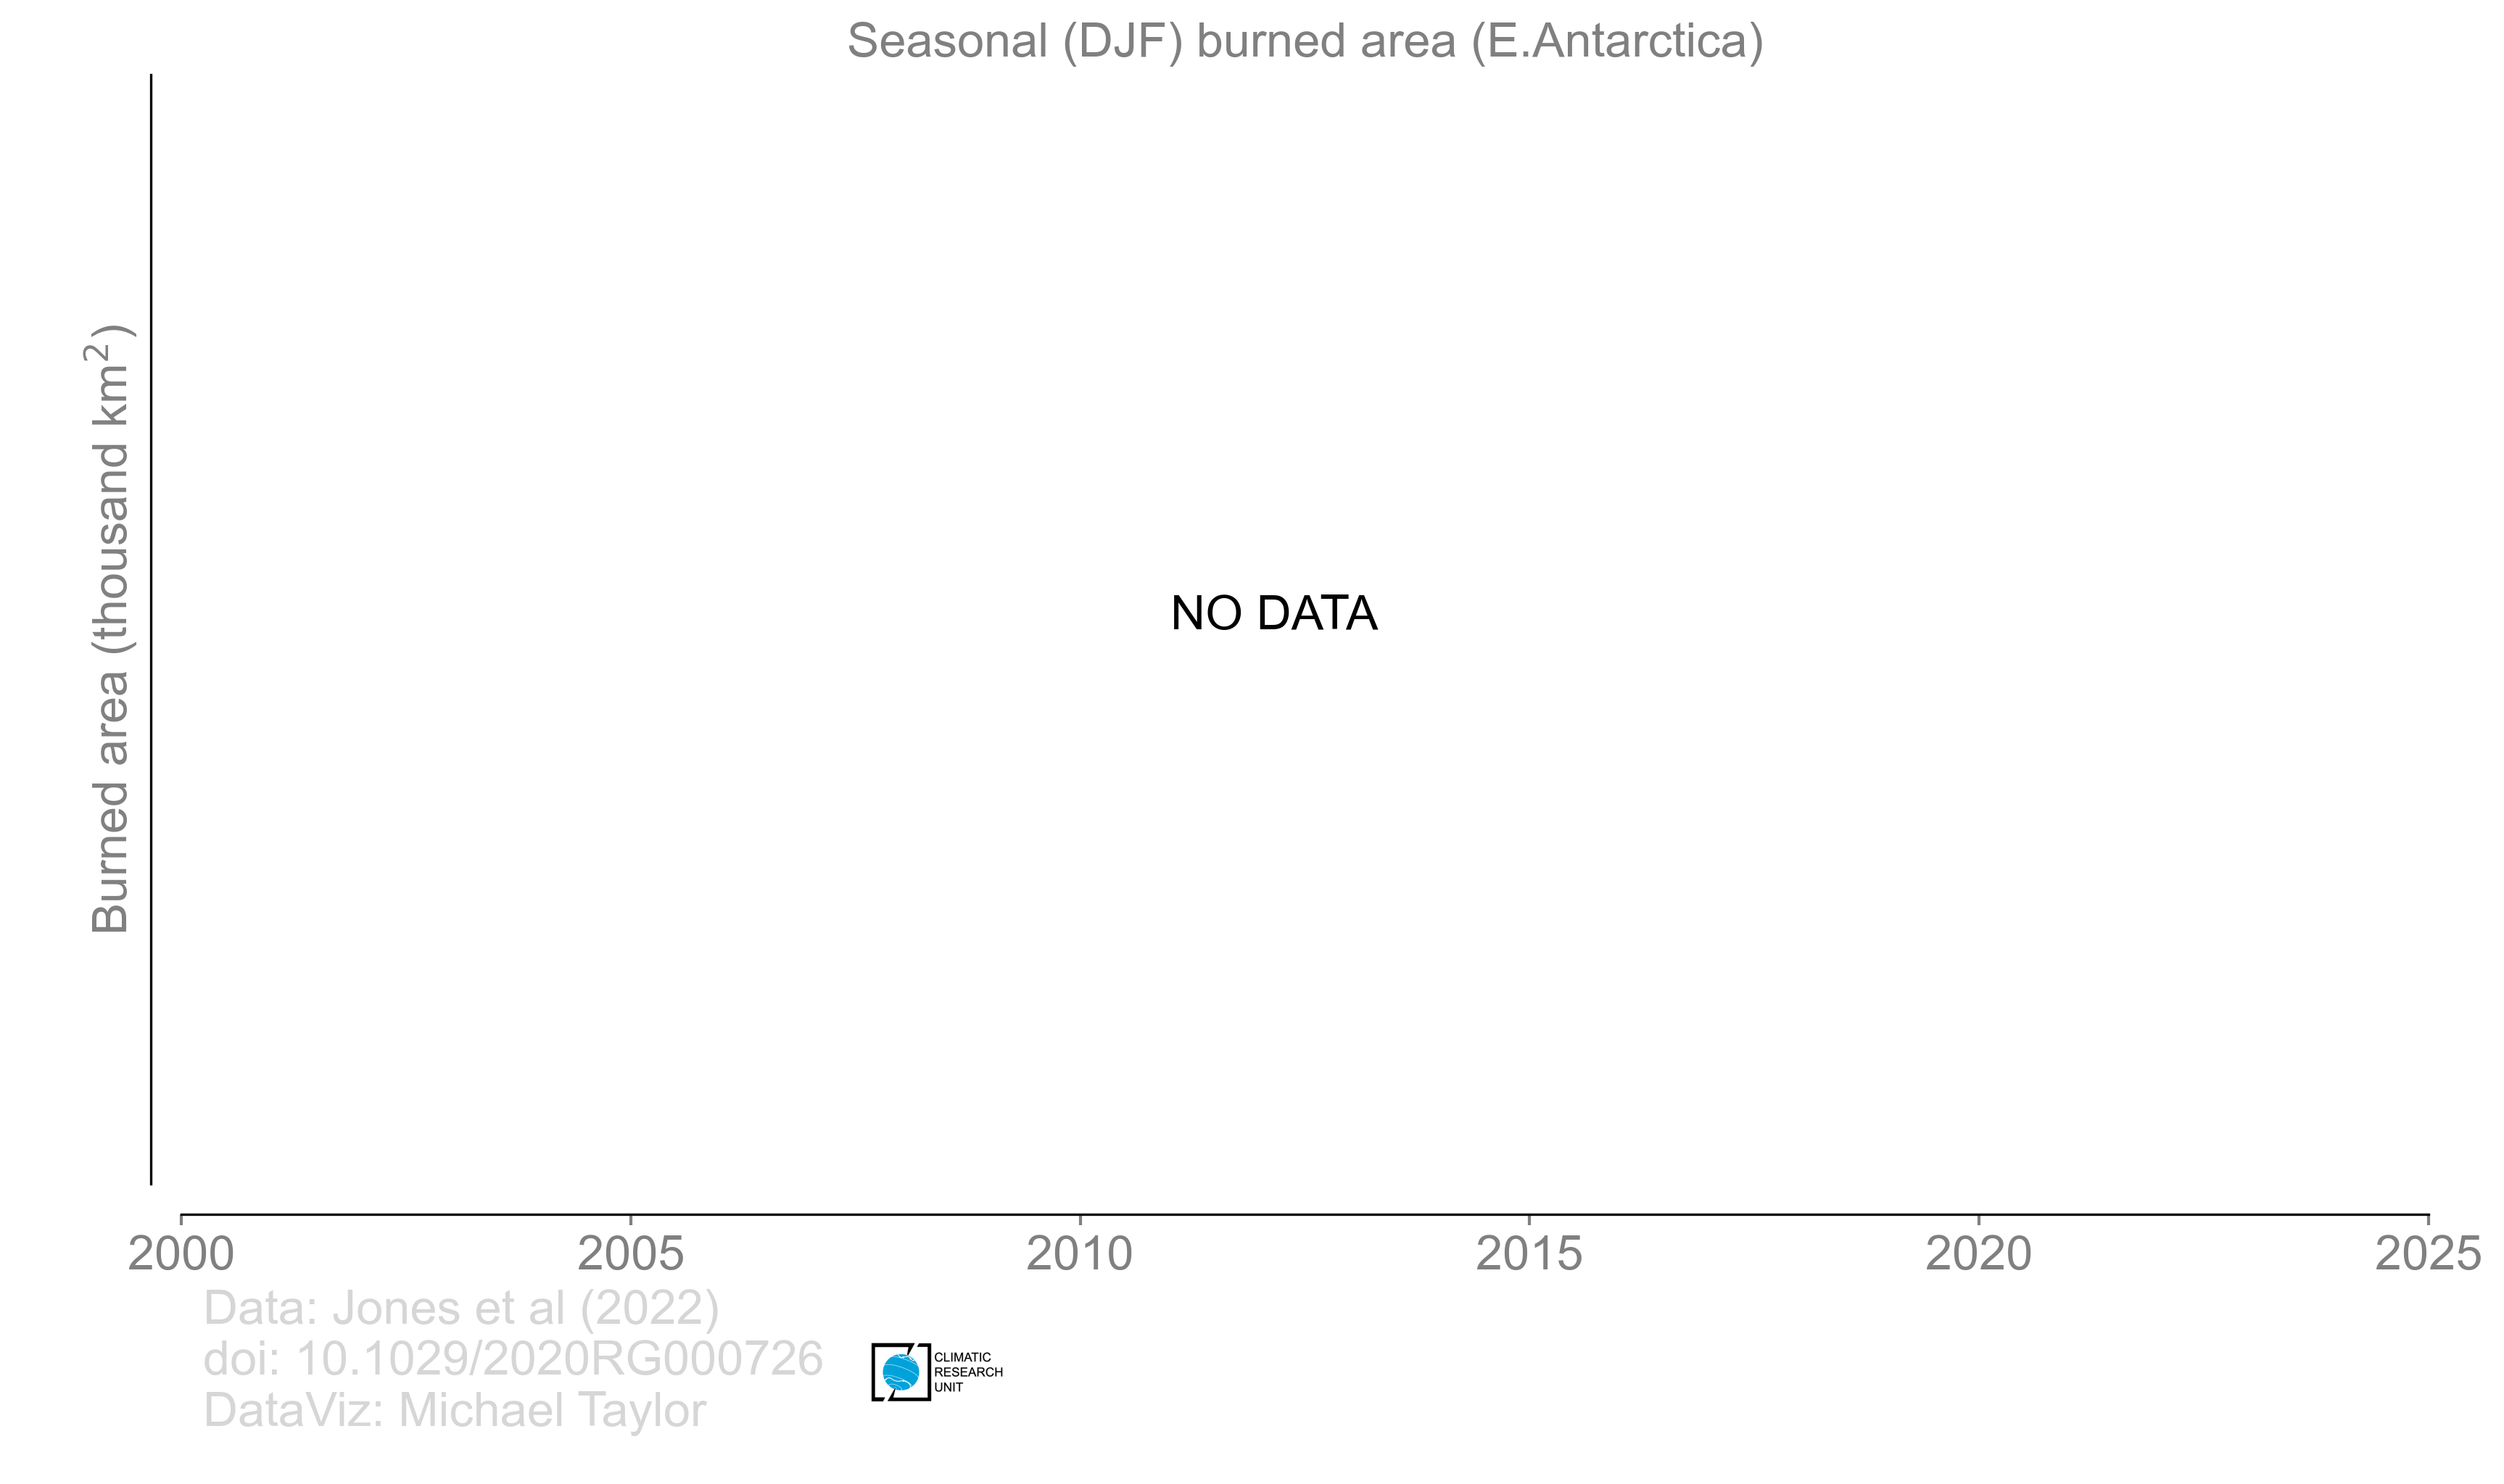 Seasonal (DJF) burned area (E.Antarctica)
Burned area (thousand km²)
NO DATA
2000 2005 2010 2015 2020 2025
Data: Jones et al (2022)
doi: 10.1029/2020RG000726
DataViz: Michael Taylor
CLIMATIC
RESEARCH
UNIT